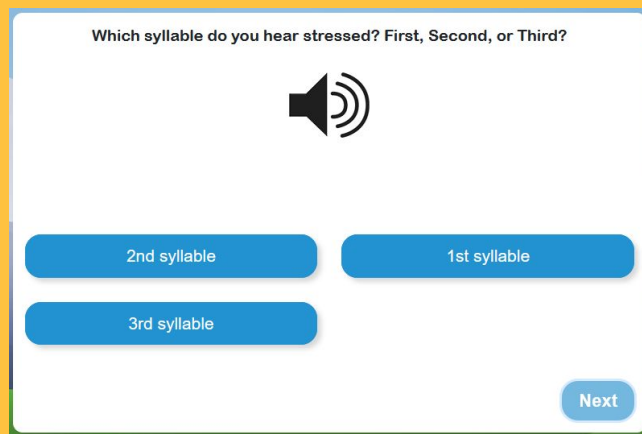 Which syllable do you hear stressed? First, Second, or Third?
2nd syllable
1st syllable
3rd syllable
Next